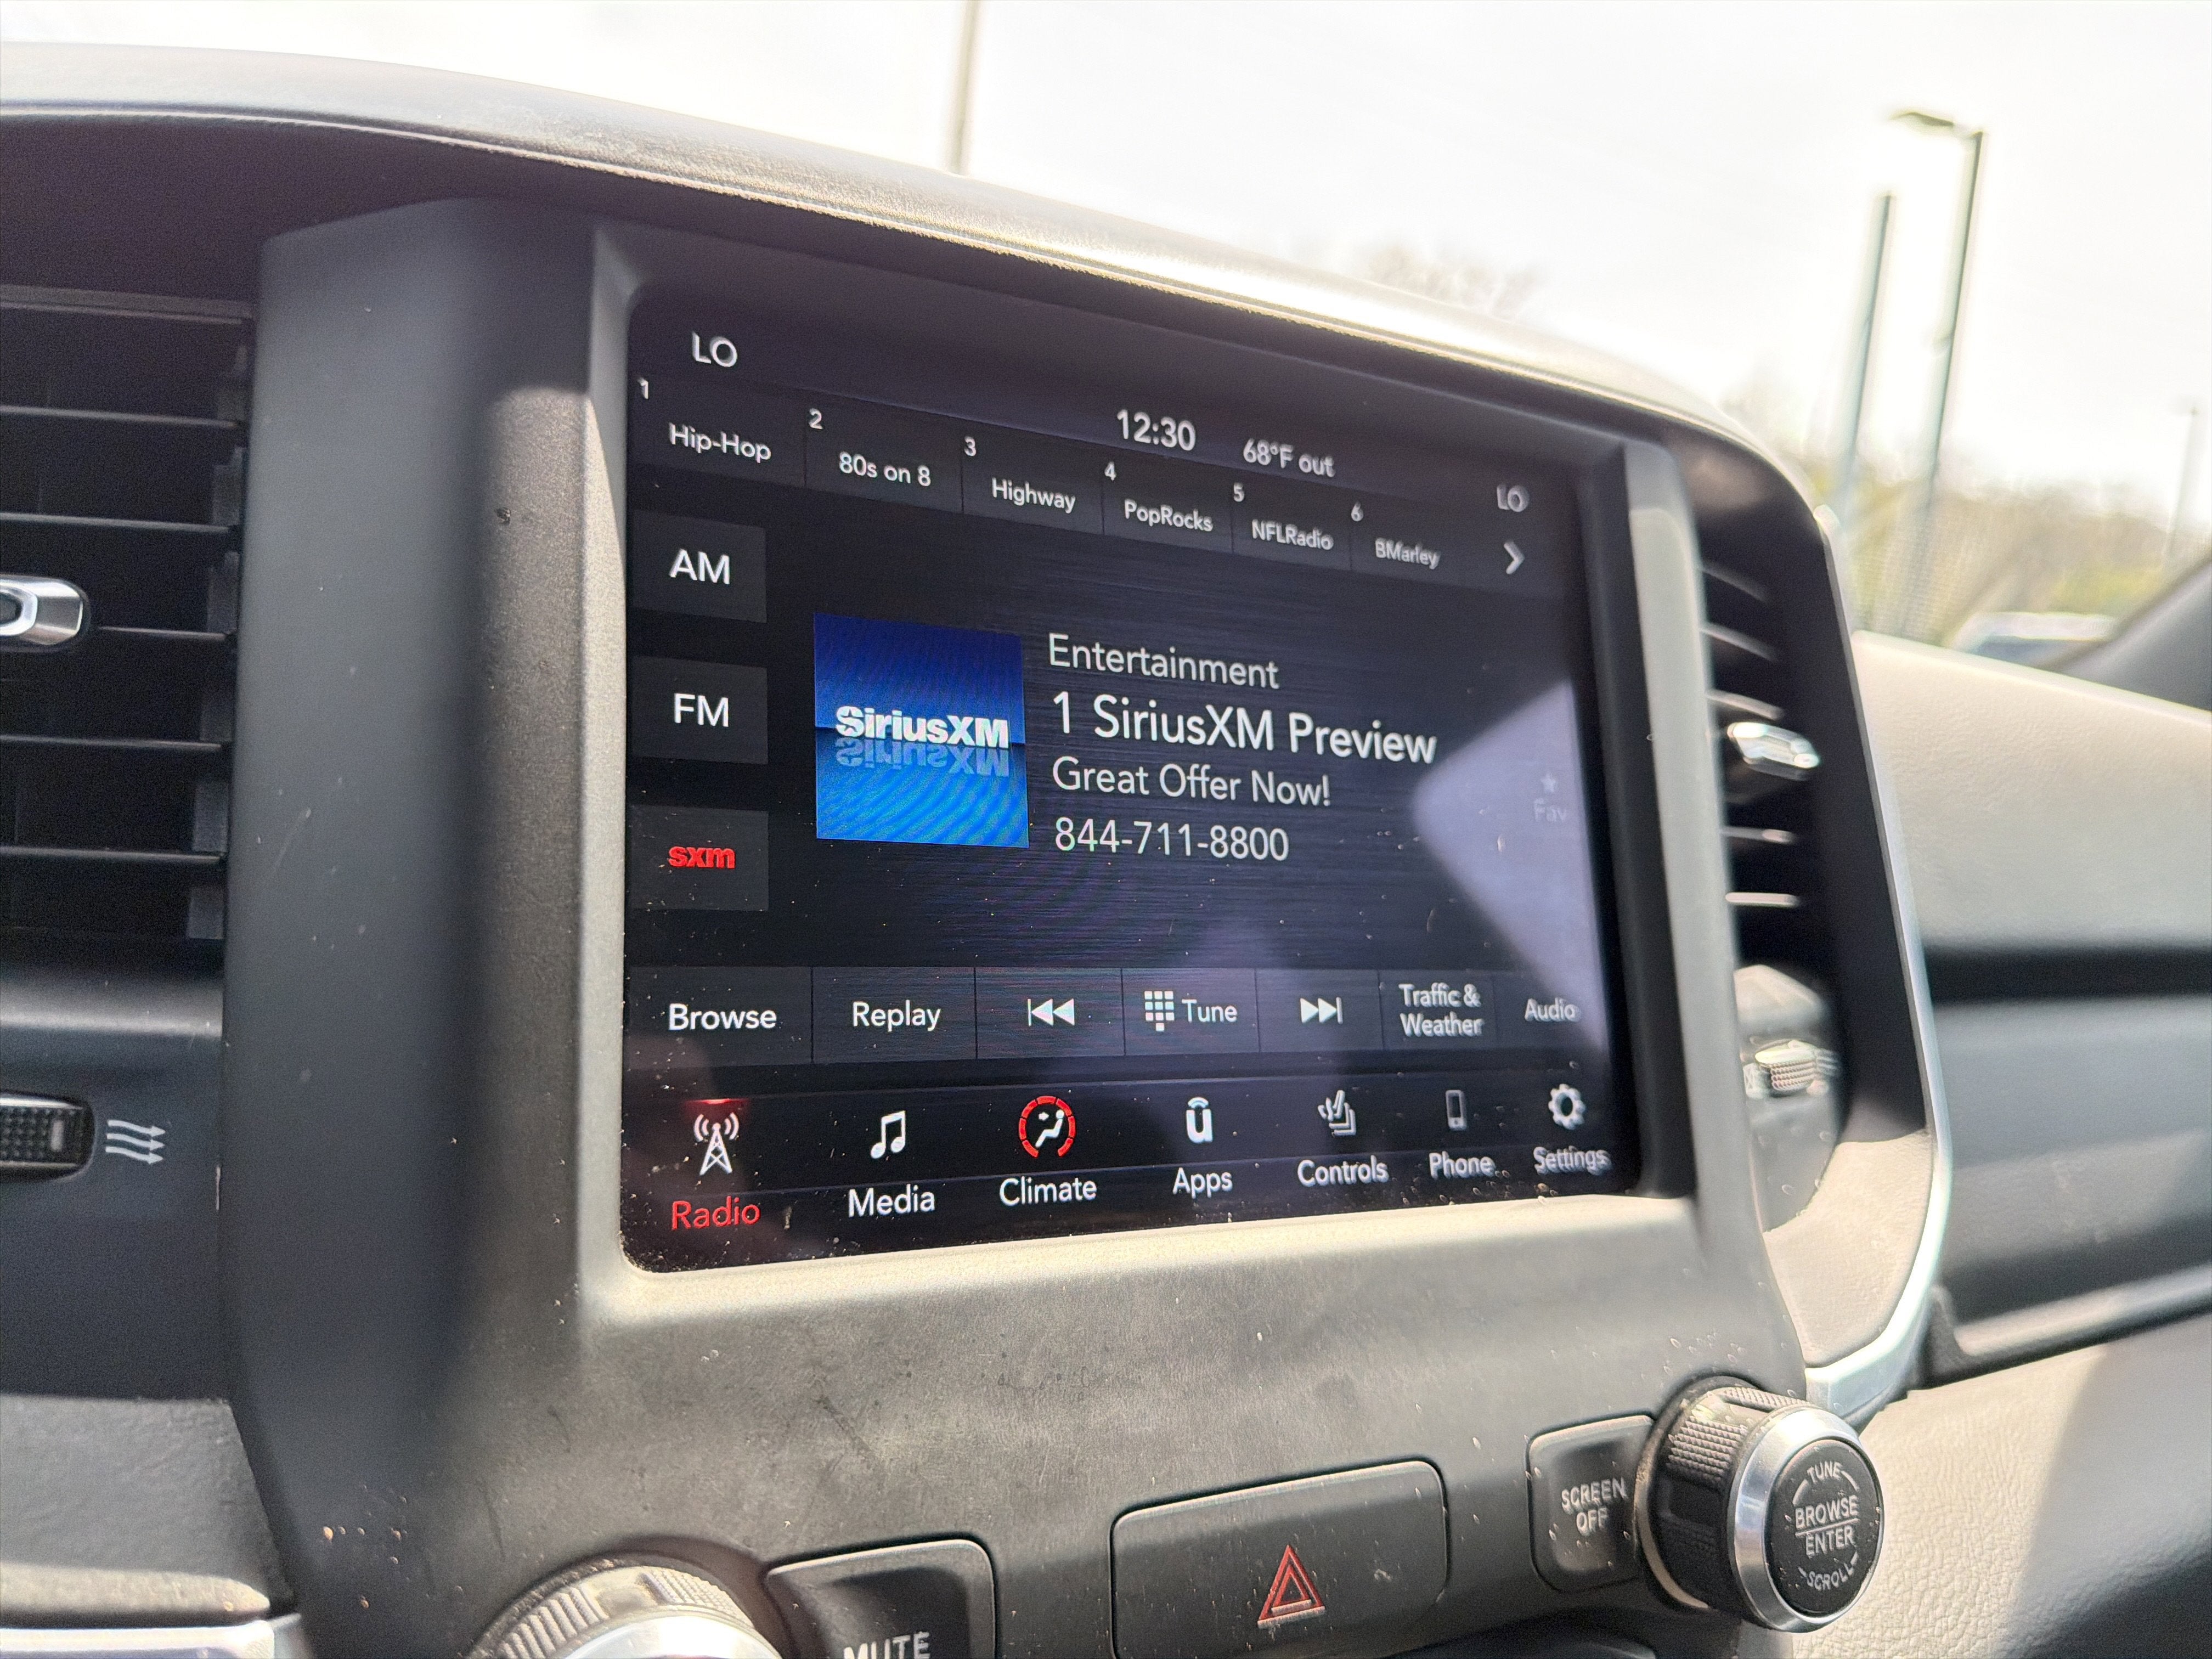 LO
12:30 68°F out
LO
1 Hip-Hop
2 80s on 8
3 Highway
4 PopRocks
5 NFLRadio
6 BMarley
AM
FM
sxm
SiriusXM
Entertainment
1 SiriusXM Preview
Great Offer Now!
844-711-8800
Fav
Browse
Replay
Tune
Traffic &
Weather
Audio
Radio
Media
Climate
u
Apps
Controls
Phone
Settings
MUTE
SCREEN
OFF
TUNE
BROWSE
ENTER
SCROLL